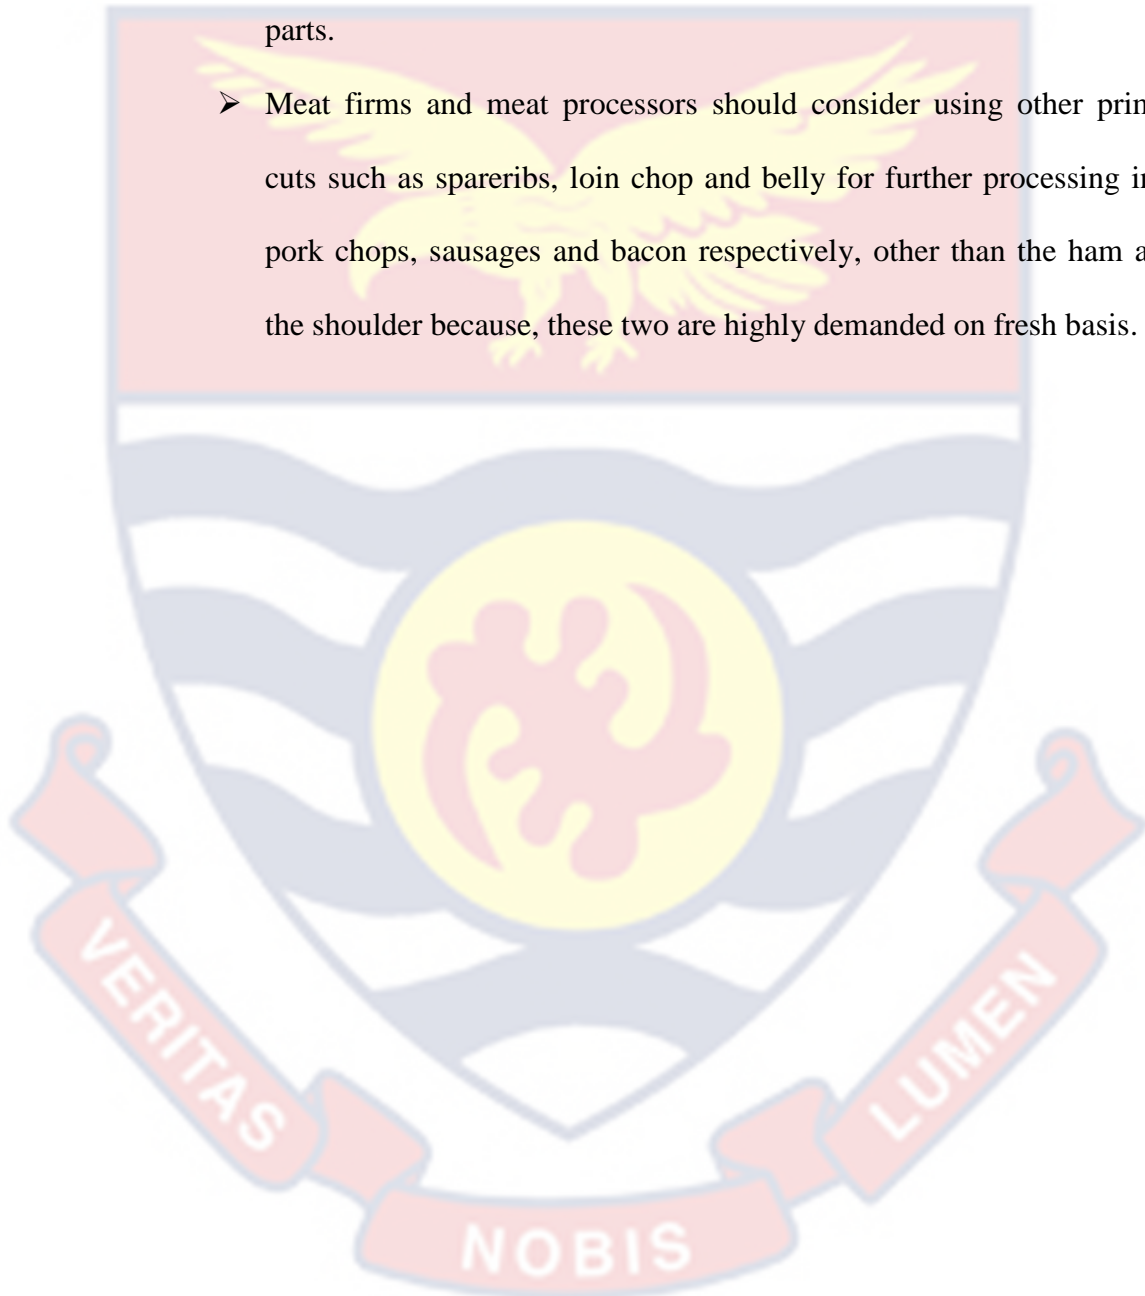 parts.
➢ Meat firms and meat processors should consider using other prim
cuts such as spareribs, loin chop and belly for further processing in
pork chops, sausages and bacon respectively, other than the ham a
the shoulder because, these two are highly demanded on fresh basis.
VERITAS
NOBIS
LUMEN